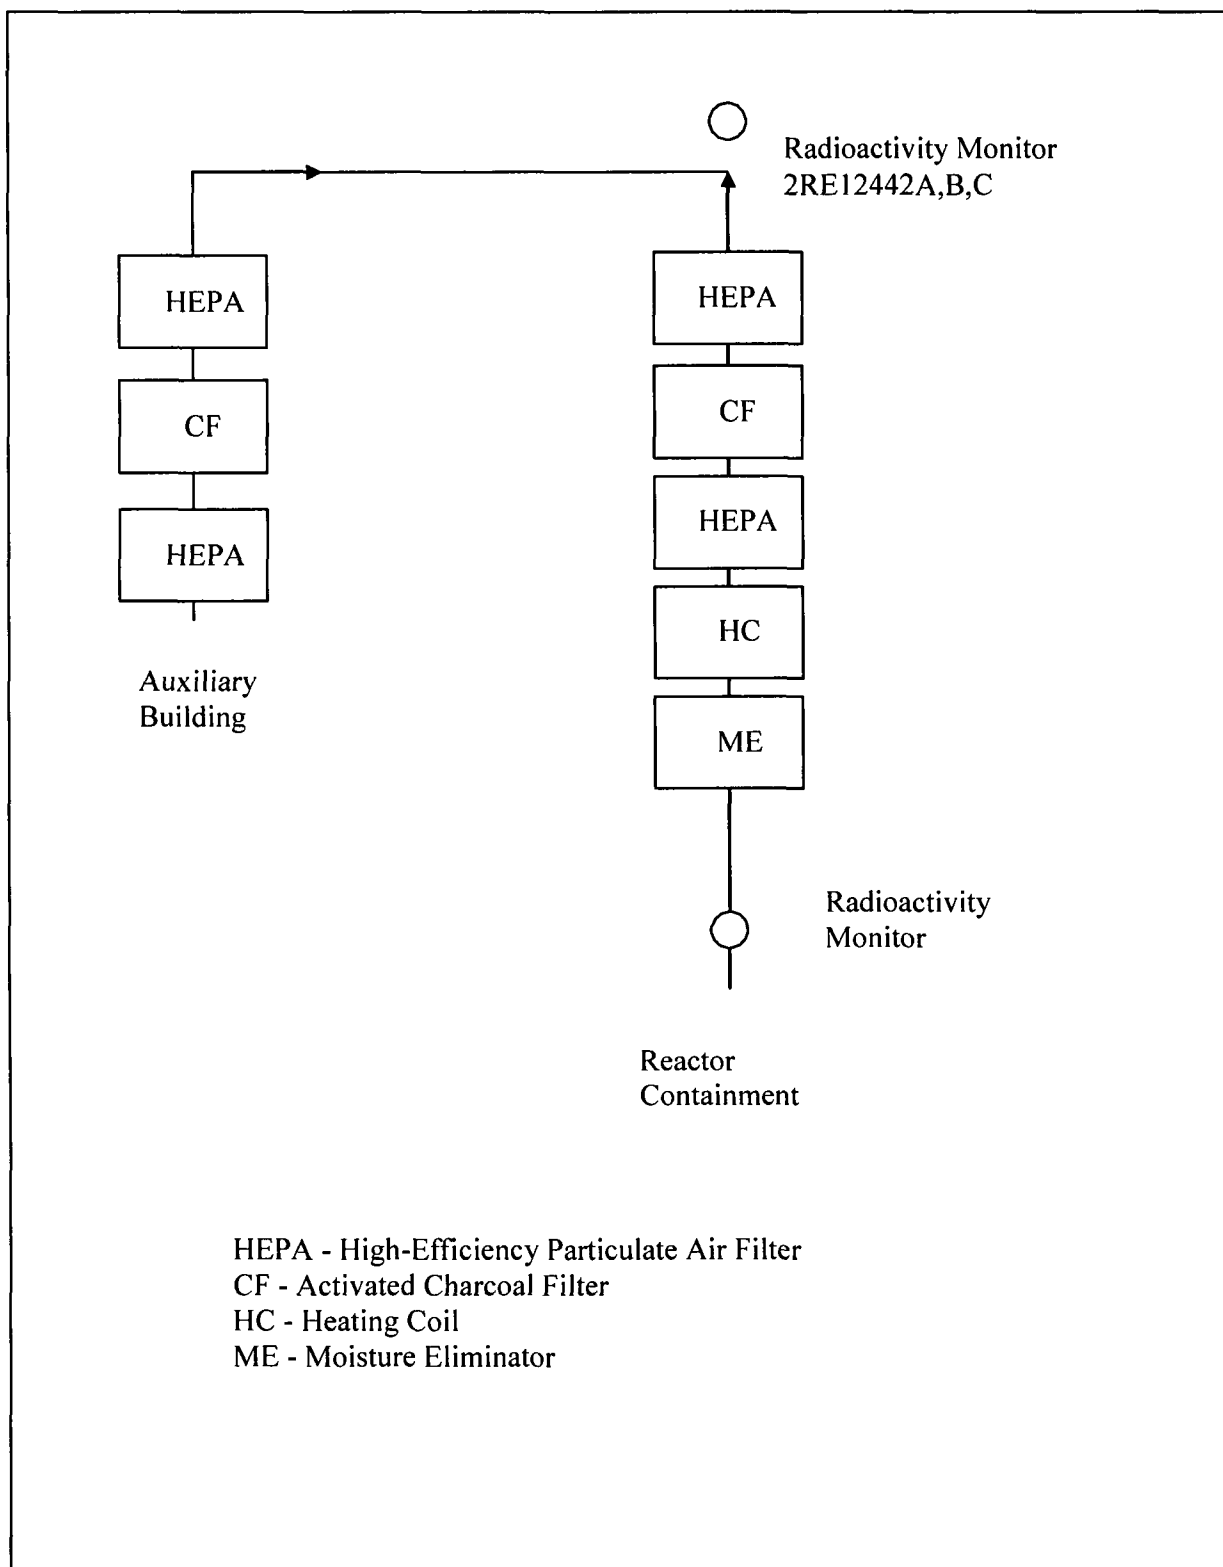 Radioactivity Monitor
2RE12442A,B,C
HEPA
CF
HEPA
Auxiliary
Building
HEPA
CF
HEPA
HC
ME
Radioactivity
Monitor
Reactor
Containment
HEPA - High-Efficiency Particulate Air Filter
CF - Activated Charcoal Filter
HC - Heating Coil
ME - Moisture Eliminator